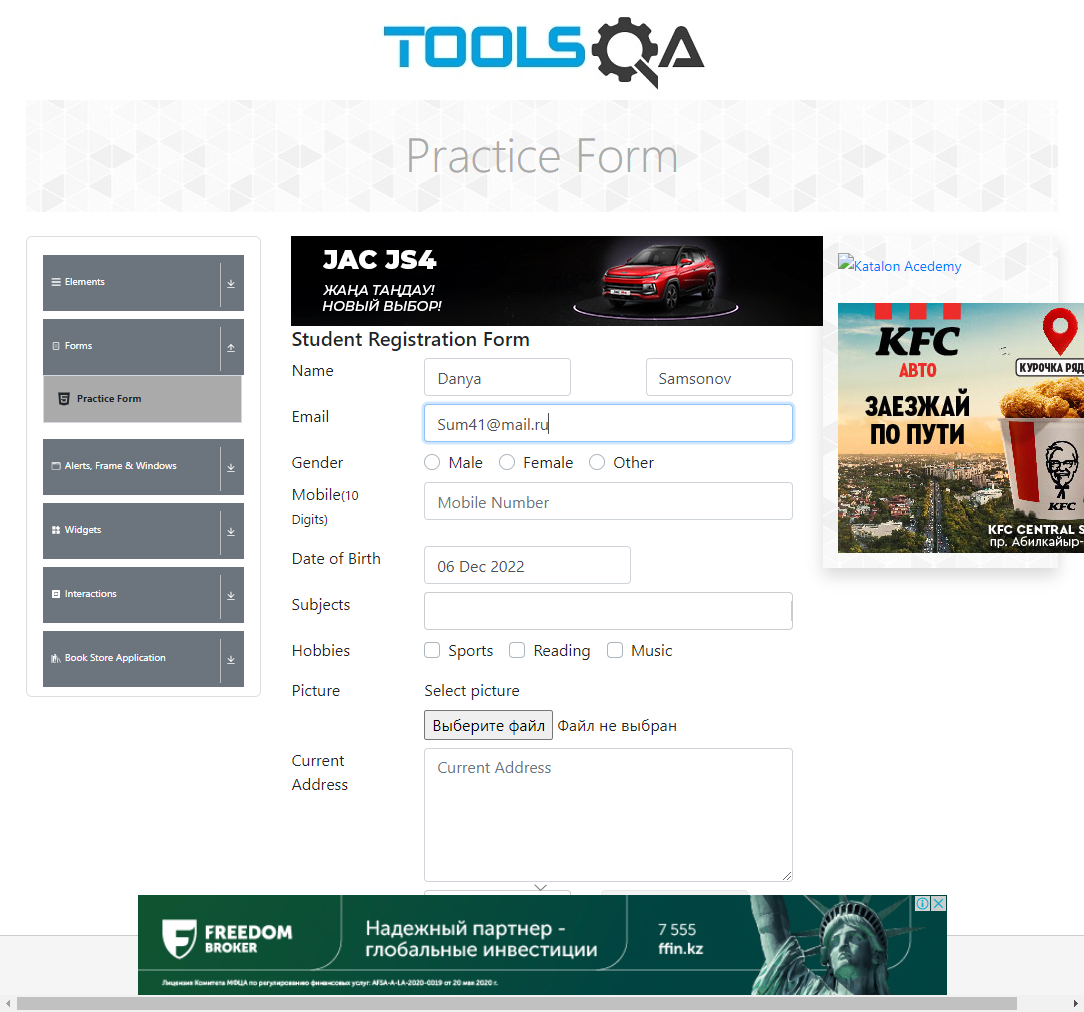 TOOLSQA
Practice Form
Elements
Forms
Practice Form
Alerts, Frame & Windows
Widgets
Interactions
Book Store Application
JAC JS4
ЖАҢА ТАҢДАУ!
НОВЫЙ ВЫБОР!
Student Registration Form
Name
Danya
Samsonov
Email
Sum41@mail.ru
Gender
Male
Female
Other
Mobile(10
Digits)
Mobile Number
Date of Birth
06 Dec 2022
Subjects
Hobbies
Sports
Reading
Music
Picture
Select picture
Выберите файл
Файл не выбран
Current
Address
Current Address
Katalon Acedemy
KFC
АВТО
ЗАЕЗЖАЙ
ПО ПУТИ
КУРОЧКА РЯД
KFC
KFC CENTRAL S
пр. Абилкайыр-
FREEDOM
BROKER
Надежный партнер -
глобальные инвестиции
7 555
ffin.kz
Лицензия Комитета МФЦА по регулированию финансовых услуг: AFSA-A-LA-2020-0019 от 20 мая 2020 г.